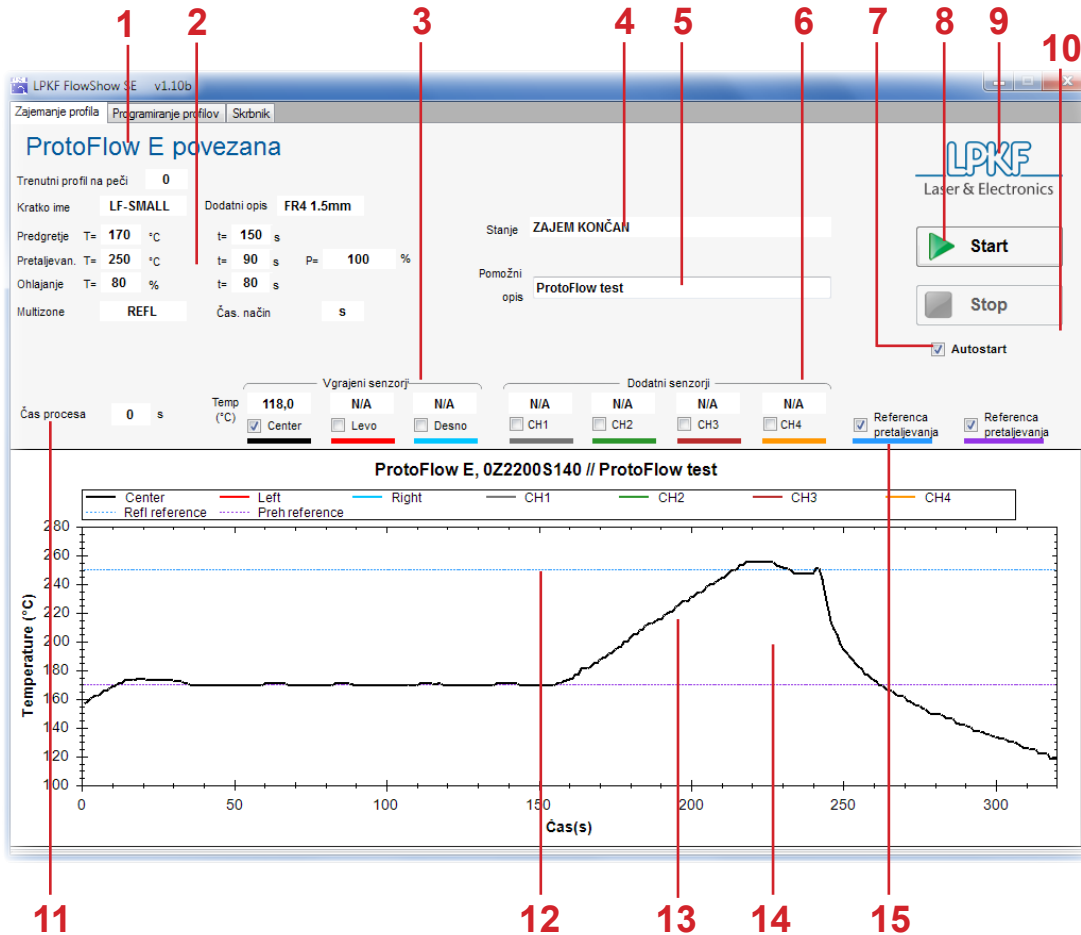 1 2 3 4 5 6 7 8 9 10
LPKF FlowShow SE v1.10b
Zajemanje profila Programiranje profilov Skrbnik
ProtoFlow E povezana
LPKF
Laser & Electronics
Trenutni profil na peči 0
Kratko ime LF-SMALL Dodatni opis FR4 1.5mm
Predgretje T= 170 °C t= 150 s
Pretaljevan. T= 250 °C t= 90 s P= 100 %
Ohlajanje T= 80 % t= 80 s
Multizone REFL Čas. način s
Stanje ZAJEM KONČAN
Pomožni opis ProtoFlow test
Start
Stop
Autostart
Čas procesa 0 s
Vgrajeni senzorji Dodatni senzorji
Temp (°C) 118,0 N/A N/A N/A N/A N/A N/A
Center Levo Desno CH1 CH2 CH3 CH4
Referenca pretaljevanja
Referenca pretaljevanja
ProtoFlow E, 0Z2200S140 // ProtoFlow test
Center Left Right CH1 CH2 CH3 CH4
Refl reference Preh reference
Temperature (°C)
280
260
240
220
200
180
160
140
120
100
0 50 100 150 200 250 300
Čas(s)
11 12 13 14 15